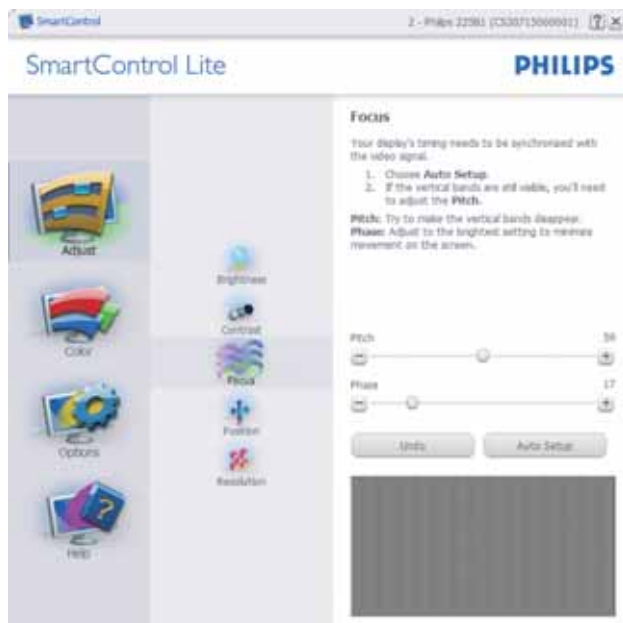 SmartControl
2 - Philips 225B1
SmartControl Lite
PHILIPS
Adjust
Color
Options
Help
Brightness
Contrast
Focus
Position
Resolution
Focus
Your display's timing needs to be synchronized with
the video signal.
1. Choose Auto Setup.
2. If the vertical bands are still visible, you'll need
to adjust the Pitch.
Pitch: Try to make the vertical bands disappear.
Phase: Adjust to the brightest setting to minimize
movement on the screen.
Pitch
Phase
17
Undo
Auto Setup